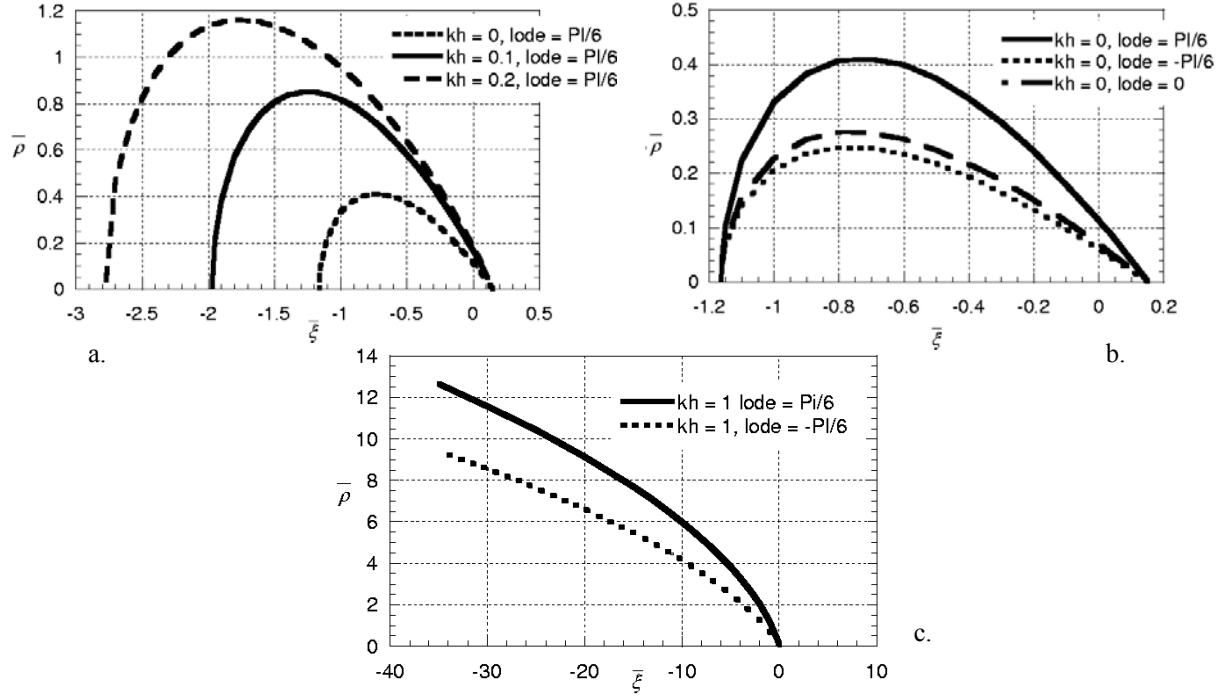 1.2
1
0.8
0.6
0.4
0.2
0
ρ̅
kh = 0, lode = PI/6
kh = 0.1, lode = PI/6
kh = 0.2, lode = PI/6
-3 -2.5 -2 -1.5 -1 -0.5 0 0.5
ξ̅
a.
0.5
0.4
0.3
0.2
0.1
0
ρ̅
kh = 0, lode = PI/6
kh = 0, lode = -PI/6
kh = 0, lode = 0
-1.2 -1 -0.8 -0.6 -0.4 -0.2 0 0.2
ξ̅
b.
14
12
10
8
6
4
2
0
ρ̅
kh = 1 lode = Pi/6
kh = 1, lode = -PI/6
-40 -30 -20 -10 0 10
ξ̅
c.